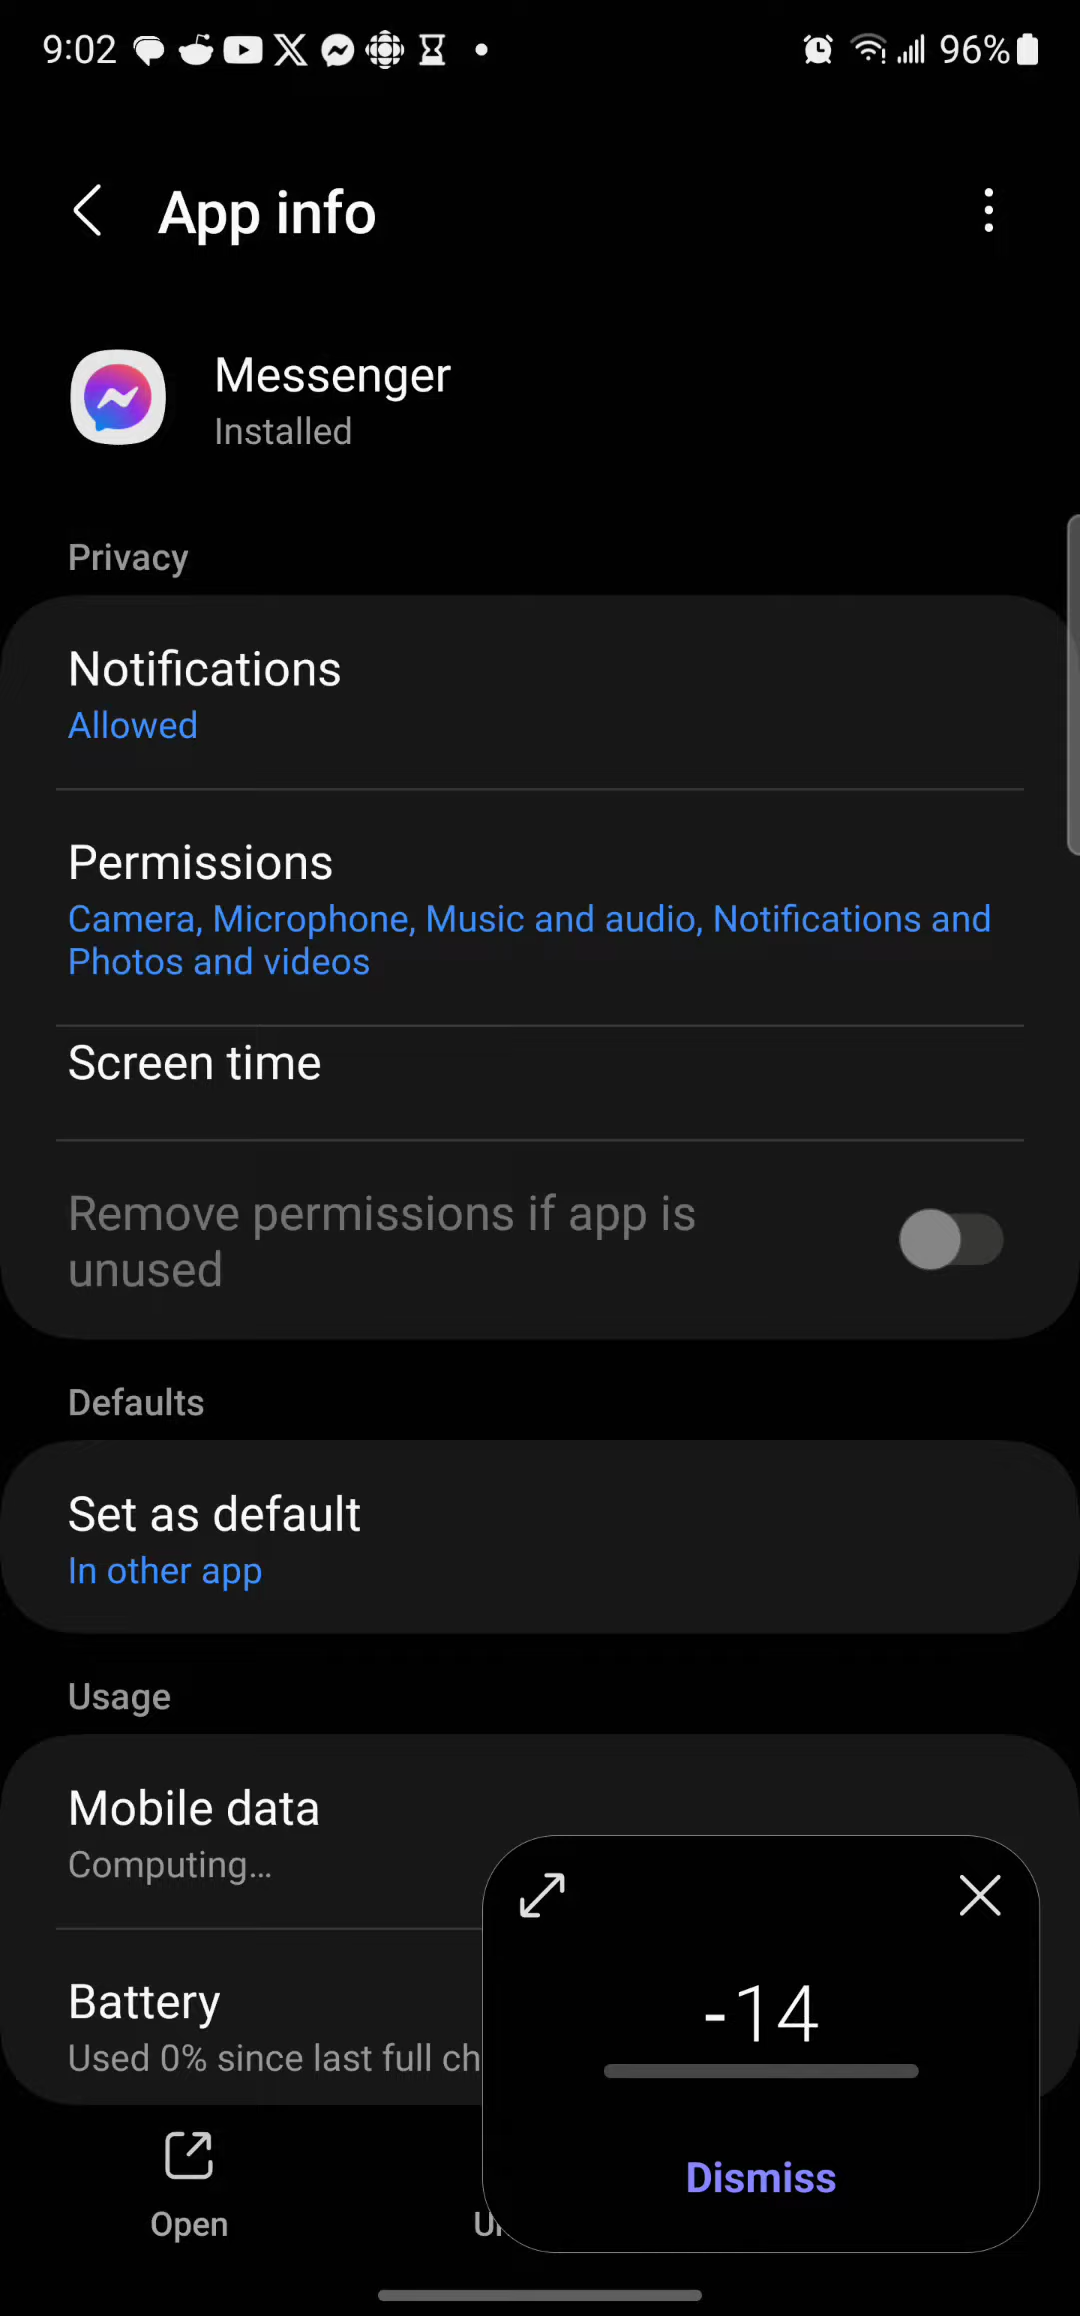 9:02 96%
App info
Messenger
Installed
Privacy
Notifications
Allowed
Permissions
Camera, Microphone, Music and audio, Notifications and
Photos and videos
Screen time
Remove permissions if app is
unused
Defaults
Set as default
In other app
Usage
Mobile data
Computing...
Battery
Used 0% since last full ch
-14
Dismiss
Open